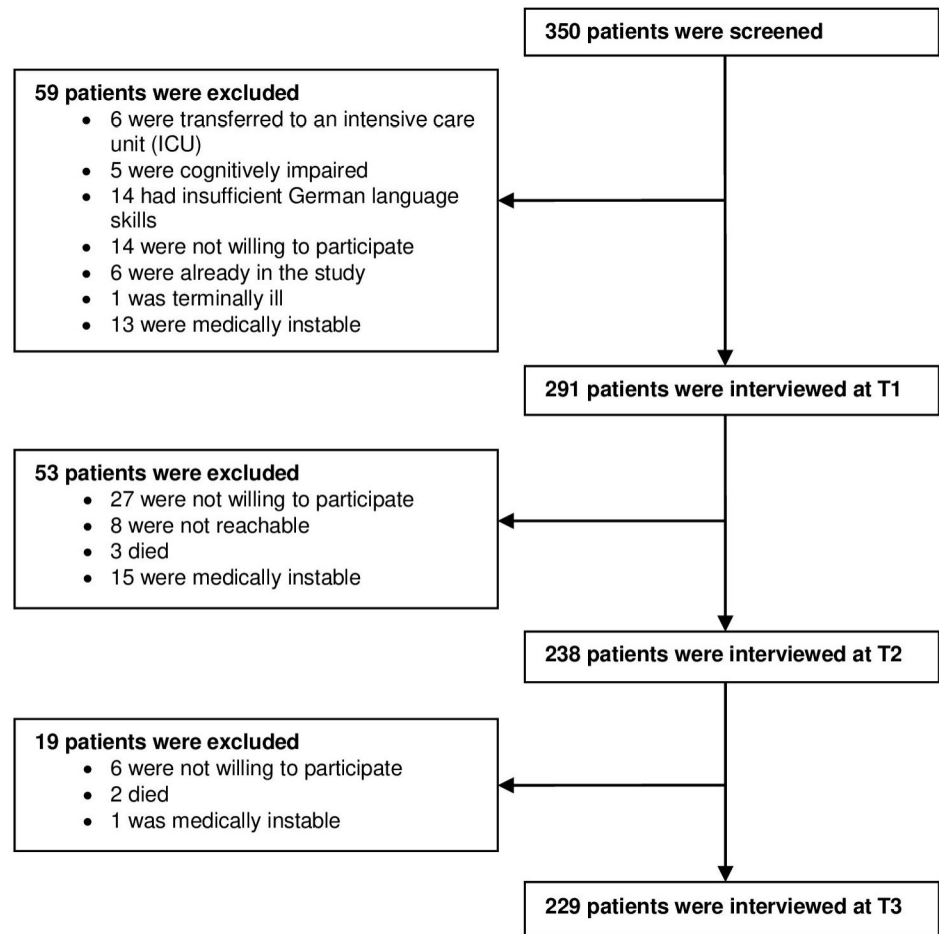 350 patients were screened
59 patients were excluded
• 6 were transferred to an intensive care
unit (ICU)
• 5 were cognitively impaired
• 14 had insufficient German language
skills
• 14 were not willing to participate
• 6 were already in the study
• 1 was terminally ill
• 13 were medically instable
291 patients were interviewed at T1
53 patients were excluded
• 27 were not willing to participate
• 8 were not reachable
• 3 died
• 15 were medically instable
238 patients were interviewed at T2
19 patients were excluded
• 6 were not willing to participate
• 2 died
• 1 was medically instable
229 patients were interviewed at T3